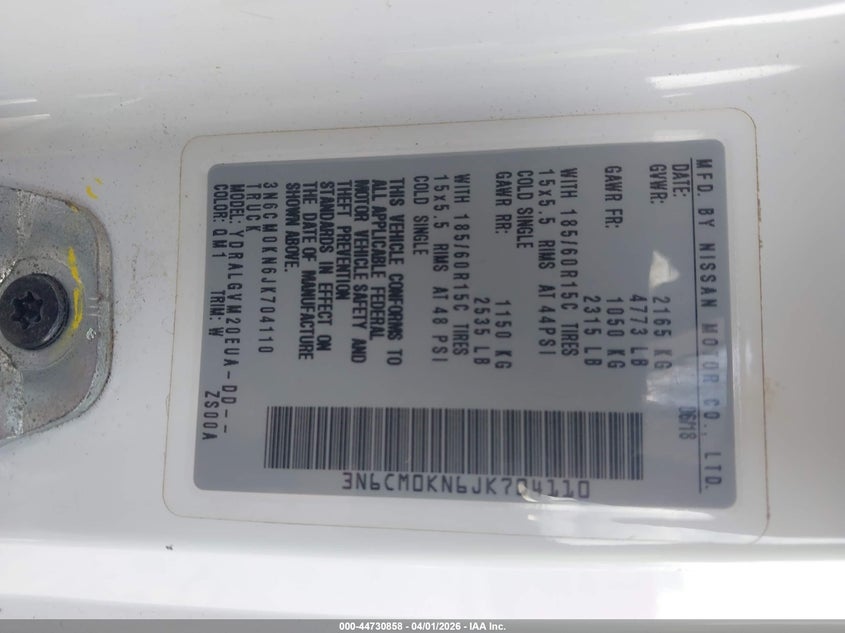 MFD. BY NISSAN MOTOR CO., LTD.
DATE: 06/18
GVWR: 2165 KG
4773 LB
GAWR FR: 1050 KG
2315 LB
WITH 185/60R15C TIRES
15x5.5 RIMS AT 44PSI
COLD SINGLE
GAWR RR: 1150 KG
2535 LB
WITH 185/60R15C TIRES
15x5.5 RIMS AT 48 PSI
COLD SINGLE
THIS VEHICLE CONFORMS TO
ALL APPLICABLE FEDERAL
MOTOR VEHICLE SAFETY AND
THEFT PREVENTION
STANDARDS IN EFFECT ON
THE DATE OF MANUFACTURE
SHOWN ABOVE.
3N6CM0KN6JK704110
TRUCK
MODEL: YDRALGVM20EUA-DD--
COLOR: QM1 TRIM: W ZS00A
3N6CM0KN6JK704110
000-44730858 - 04/01/2026 - IAA Inc.